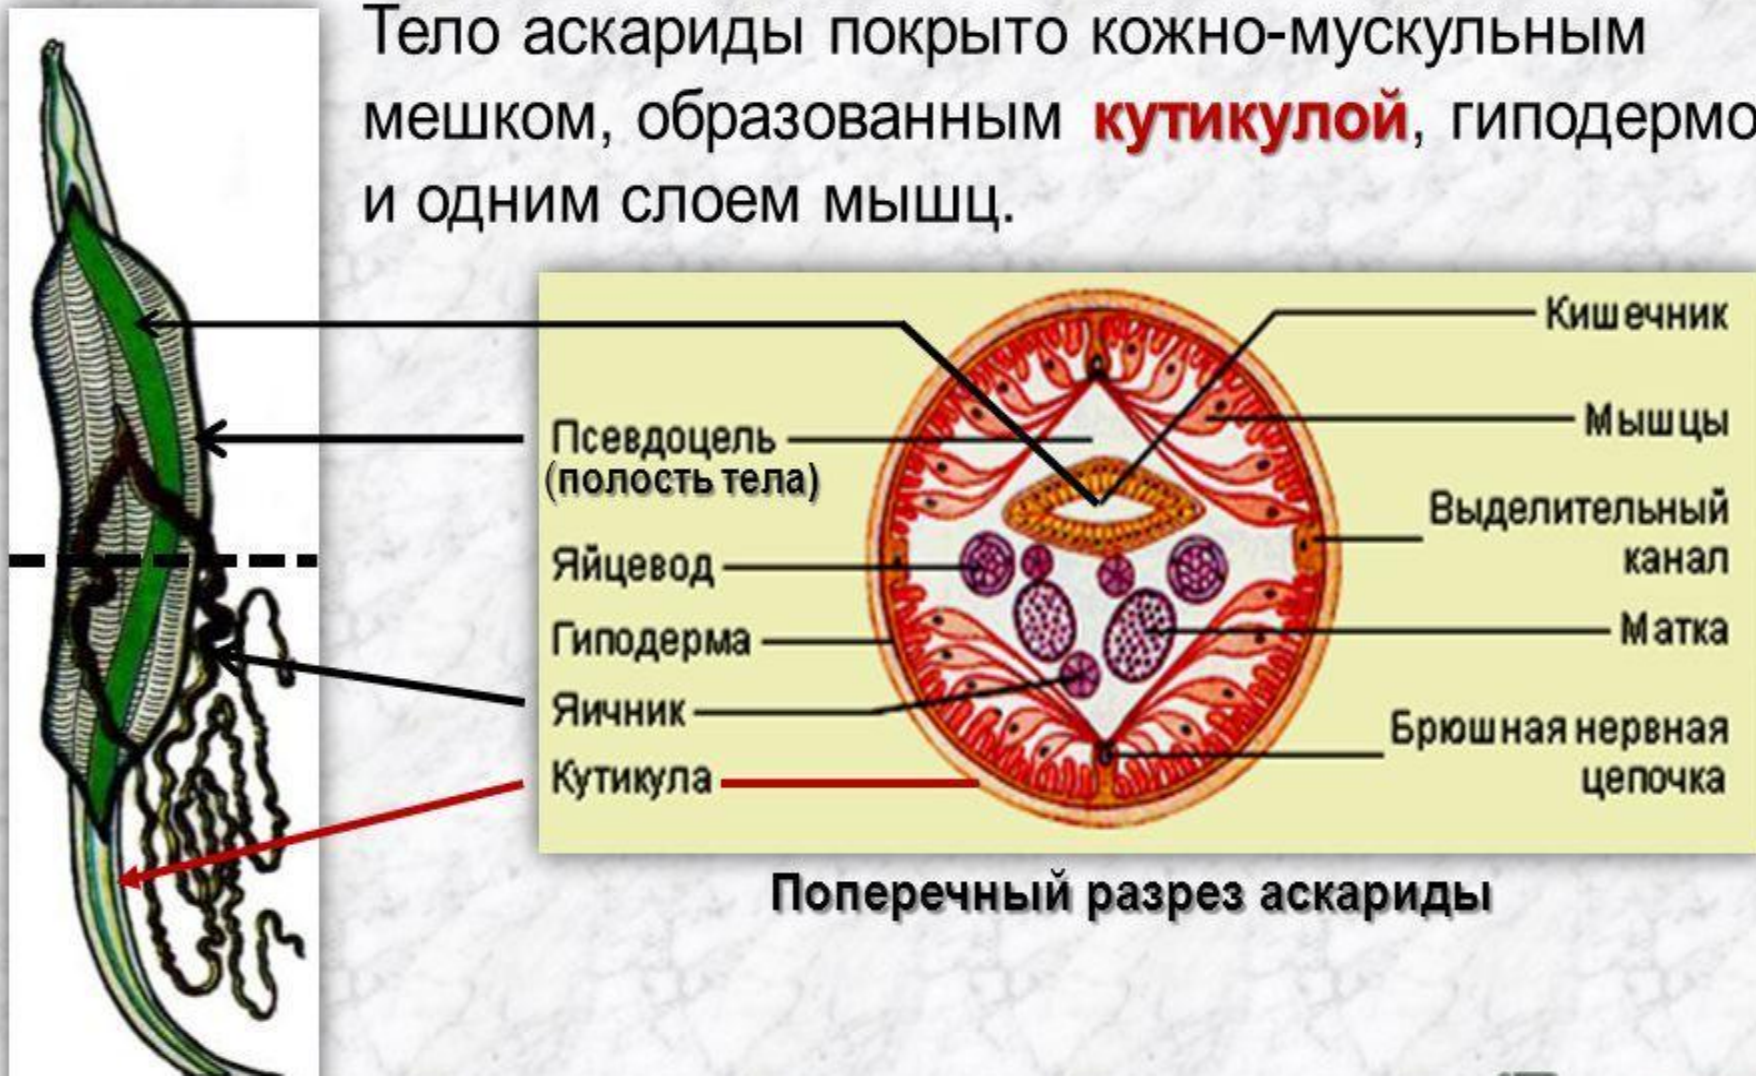 Тело аскариды покрыто кожно-мускульным
мешком, образованным кутикулой, гиподермо
и одним слоем мышц.
Кишечник
Псевдоцель
(полость тела)
Мышцы
Выделительный
канал
Яйцевод
Гиподерма
Матка
Яичник
Брюшная нервная
цепочка
Кутикула
Поперечный разрез аскариды